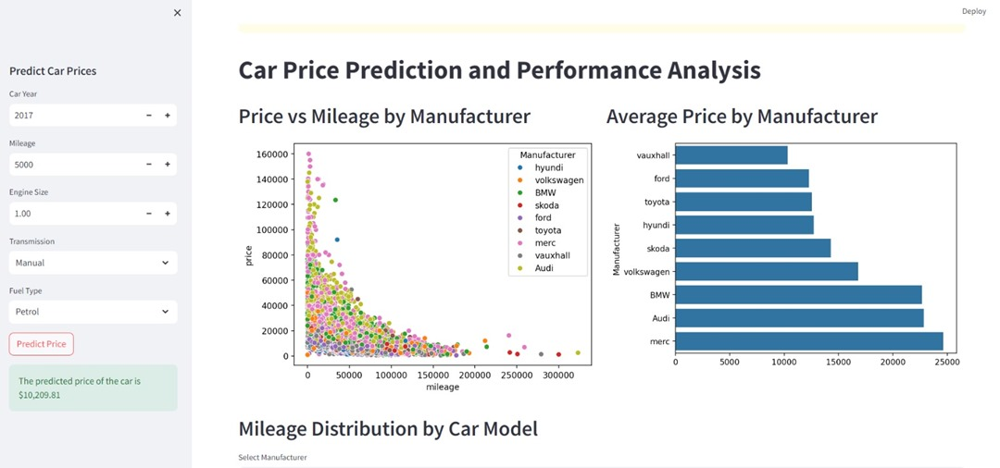 ×
Deploy
Predict Car Prices
Car Year
2017
− +
Mileage
5000
− +
Engine Size
1.00
− +
Transmission
Manual
Fuel Type
Petrol
Predict Price
The predicted price of the car is
$10,209.81
Car Price Prediction and Performance Analysis
Price vs Mileage by Manufacturer
price
160000
140000
120000
100000
80000
60000
40000
20000
0
0 50000 100000 150000 200000 250000 300000
mileage
Manufacturer
hyundi
volkswagen
BMW
skoda
ford
toyota
merc
vauxhall
Audi
Average Price by Manufacturer
Manufacturer
vauxhall
ford
toyota
hyundi
skoda
volkswagen
BMW
Audi
merc
0 5000 10000 15000 20000 25000
Mileage Distribution by Car Model
Select Manufacturer